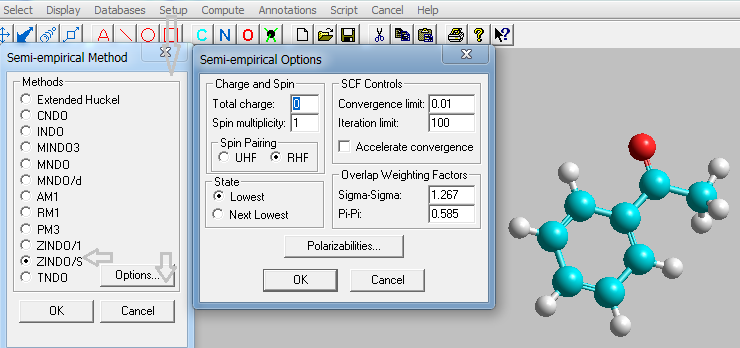 Select Display Databases Setup Compute Annotations Script Cancel Help
A C N O ?
Semi-empirical Method
Methods
Extended Huckel
CNDO
INDO
MINDO3
MNDO
MNDO/d
AM1
RM1
PM3
ZINDO/1
ZINDO/S
TNDO
Options...
OK Cancel
Semi-empirical Options
Charge and Spin
Total charge: 0
Spin multiplicity: 1
Spin Pairing
UHF RHF
State
Lowest
Next Lowest
SCF Controls
Convergence limit: 0.01
Iteration limit: 100
Accelerate convergence
Overlap Weighting Factors
Sigma-Sigma: 1.267
Pi-Pi: 0.585
Polarizabilities...
OK Cancel